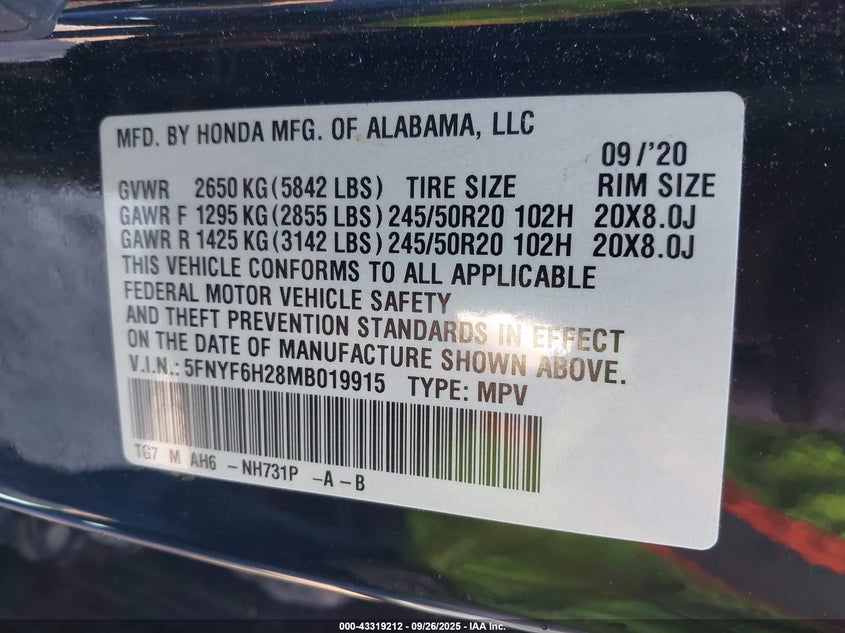 MFD. BY HONDA MFG. OF ALABAMA, LLC
09/'20
GVWR 2650 KG (5842 LBS) TIRE SIZE RIM SIZE
GAWR F 1295 KG (2855 LBS) 245/50R20 102H 20X8.0J
GAWR R 1425 KG (3142 LBS) 245/50R20 102H 20X8.0J
THIS VEHICLE CONFORMS TO ALL APPLICABLE
FEDERAL MOTOR VEHICLE SAFETY
AND THEFT PREVENTION STANDARDS IN EFFECT
ON THE DATE OF MANUFACTURE SHOWN ABOVE.
V.I.N.: 5FNYF6H28MB019915 TYPE: MPV
TG7 M AH6 -NH731P -A-B
000-43319212 - 09/26/2025 - IAA Inc.